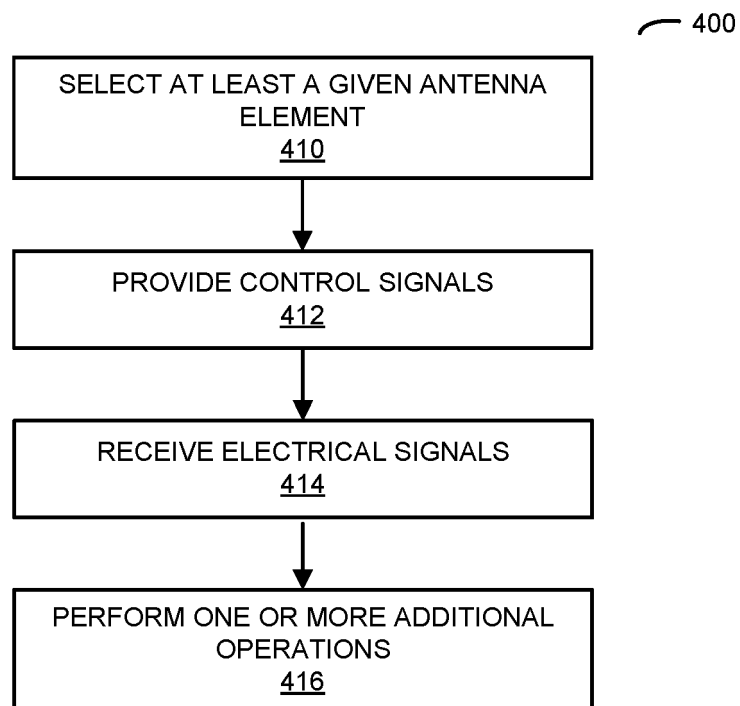 400
SELECT AT LEAST A GIVEN ANTENNA
ELEMENT
410
PROVIDE CONTROL SIGNALS
412
RECEIVE ELECTRICAL SIGNALS
414
PERFORM ONE OR MORE ADDITIONAL
OPERATIONS
416